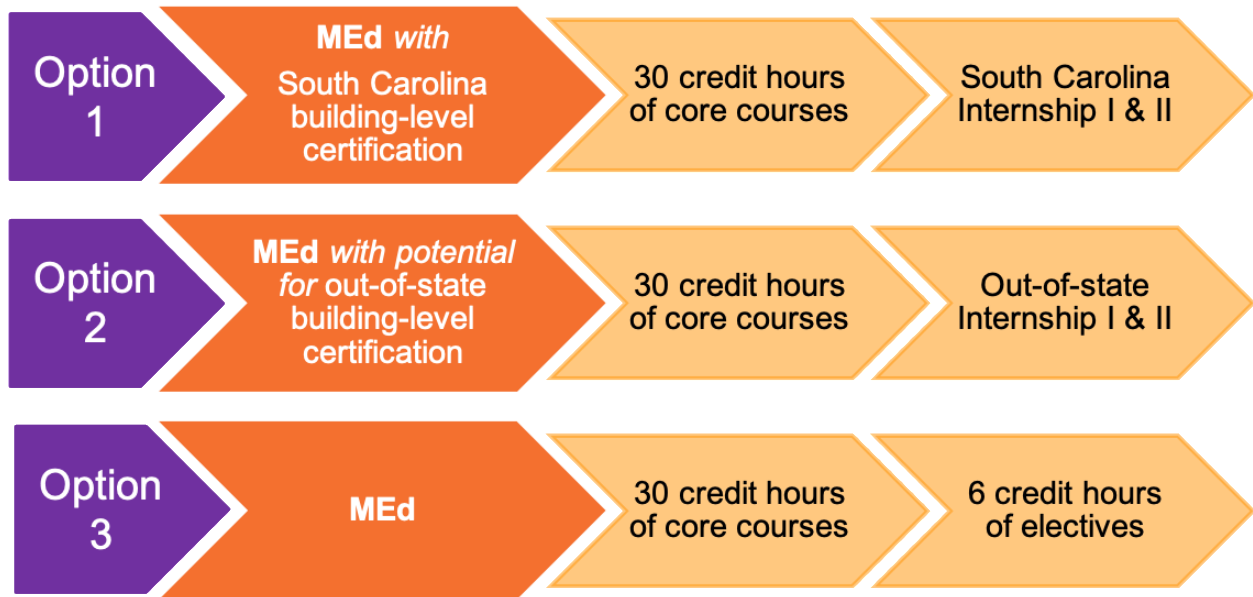 Option
1
MEd with
South Carolina
building-level
certification
30 credit hours
of core courses
South Carolina
Internship I & II
Option
2
MEd with potential
for out-of-state
building-level
certification
30 credit hours
of core courses
Out-of-state
Internship I & II
Option
3
MEd
30 credit hours
of core courses
6 credit hours
of electives